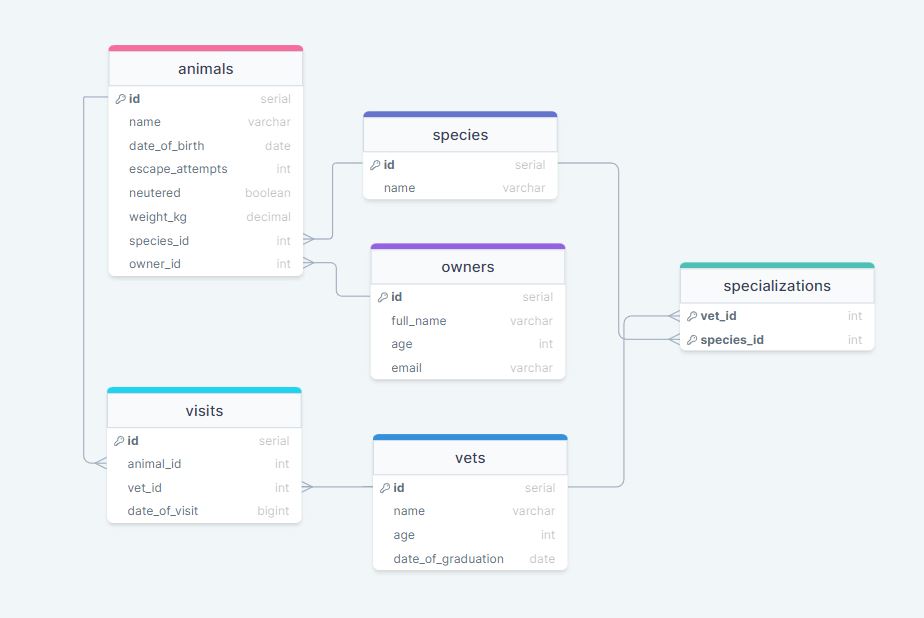 animals
id serial
name varchar
date_of_birth date
escape_attempts int
neutered boolean
weight_kg decimal
species_id int
owner_id int
species
id serial
name varchar
owners
id serial
full_name varchar
age int
email varchar
specializations
vet_id int
species_id int
visits
id serial
animal_id int
vet_id int
date_of_visit bigint
vets
id serial
name varchar
age int
date_of_graduation date